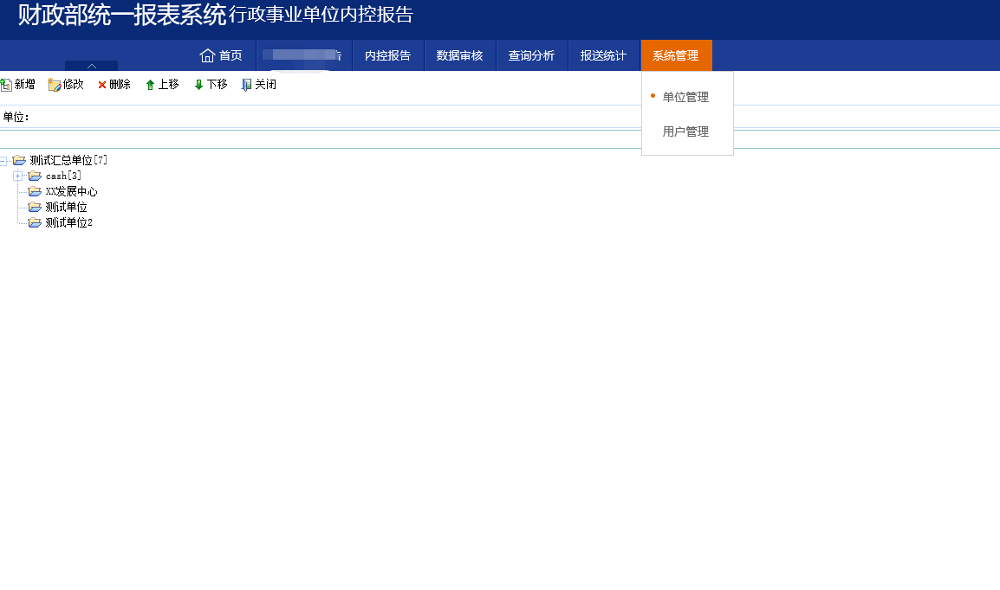 财政部统一报表系统 行政事业单位内控报告
首页 内控报告 数据审核 查询分析 报送统计 系统管理
新增 修改 删除 上移 下移 关闭
单位管理
用户管理
单位:
测试汇总单位[7]
cash[3]
XX发展中心
测试单位
测试单位2